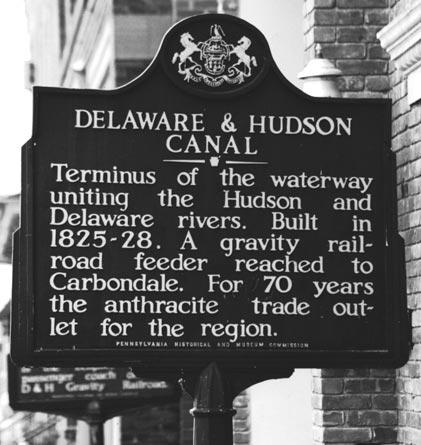 DELAWARE & HUDSON
CANAL
Terminus of the waterway
uniting the Hudson and
Delaware rivers. Built in
1825-28. A gravity rail-
road feeder reached to
Carbondale. For 70 years
the anthracite trade out-
let for the region.
PENNSYLVANIA HISTORICAL AND MUSEUM COMMISSION
passenger coach
D & H Gravity Railroad.